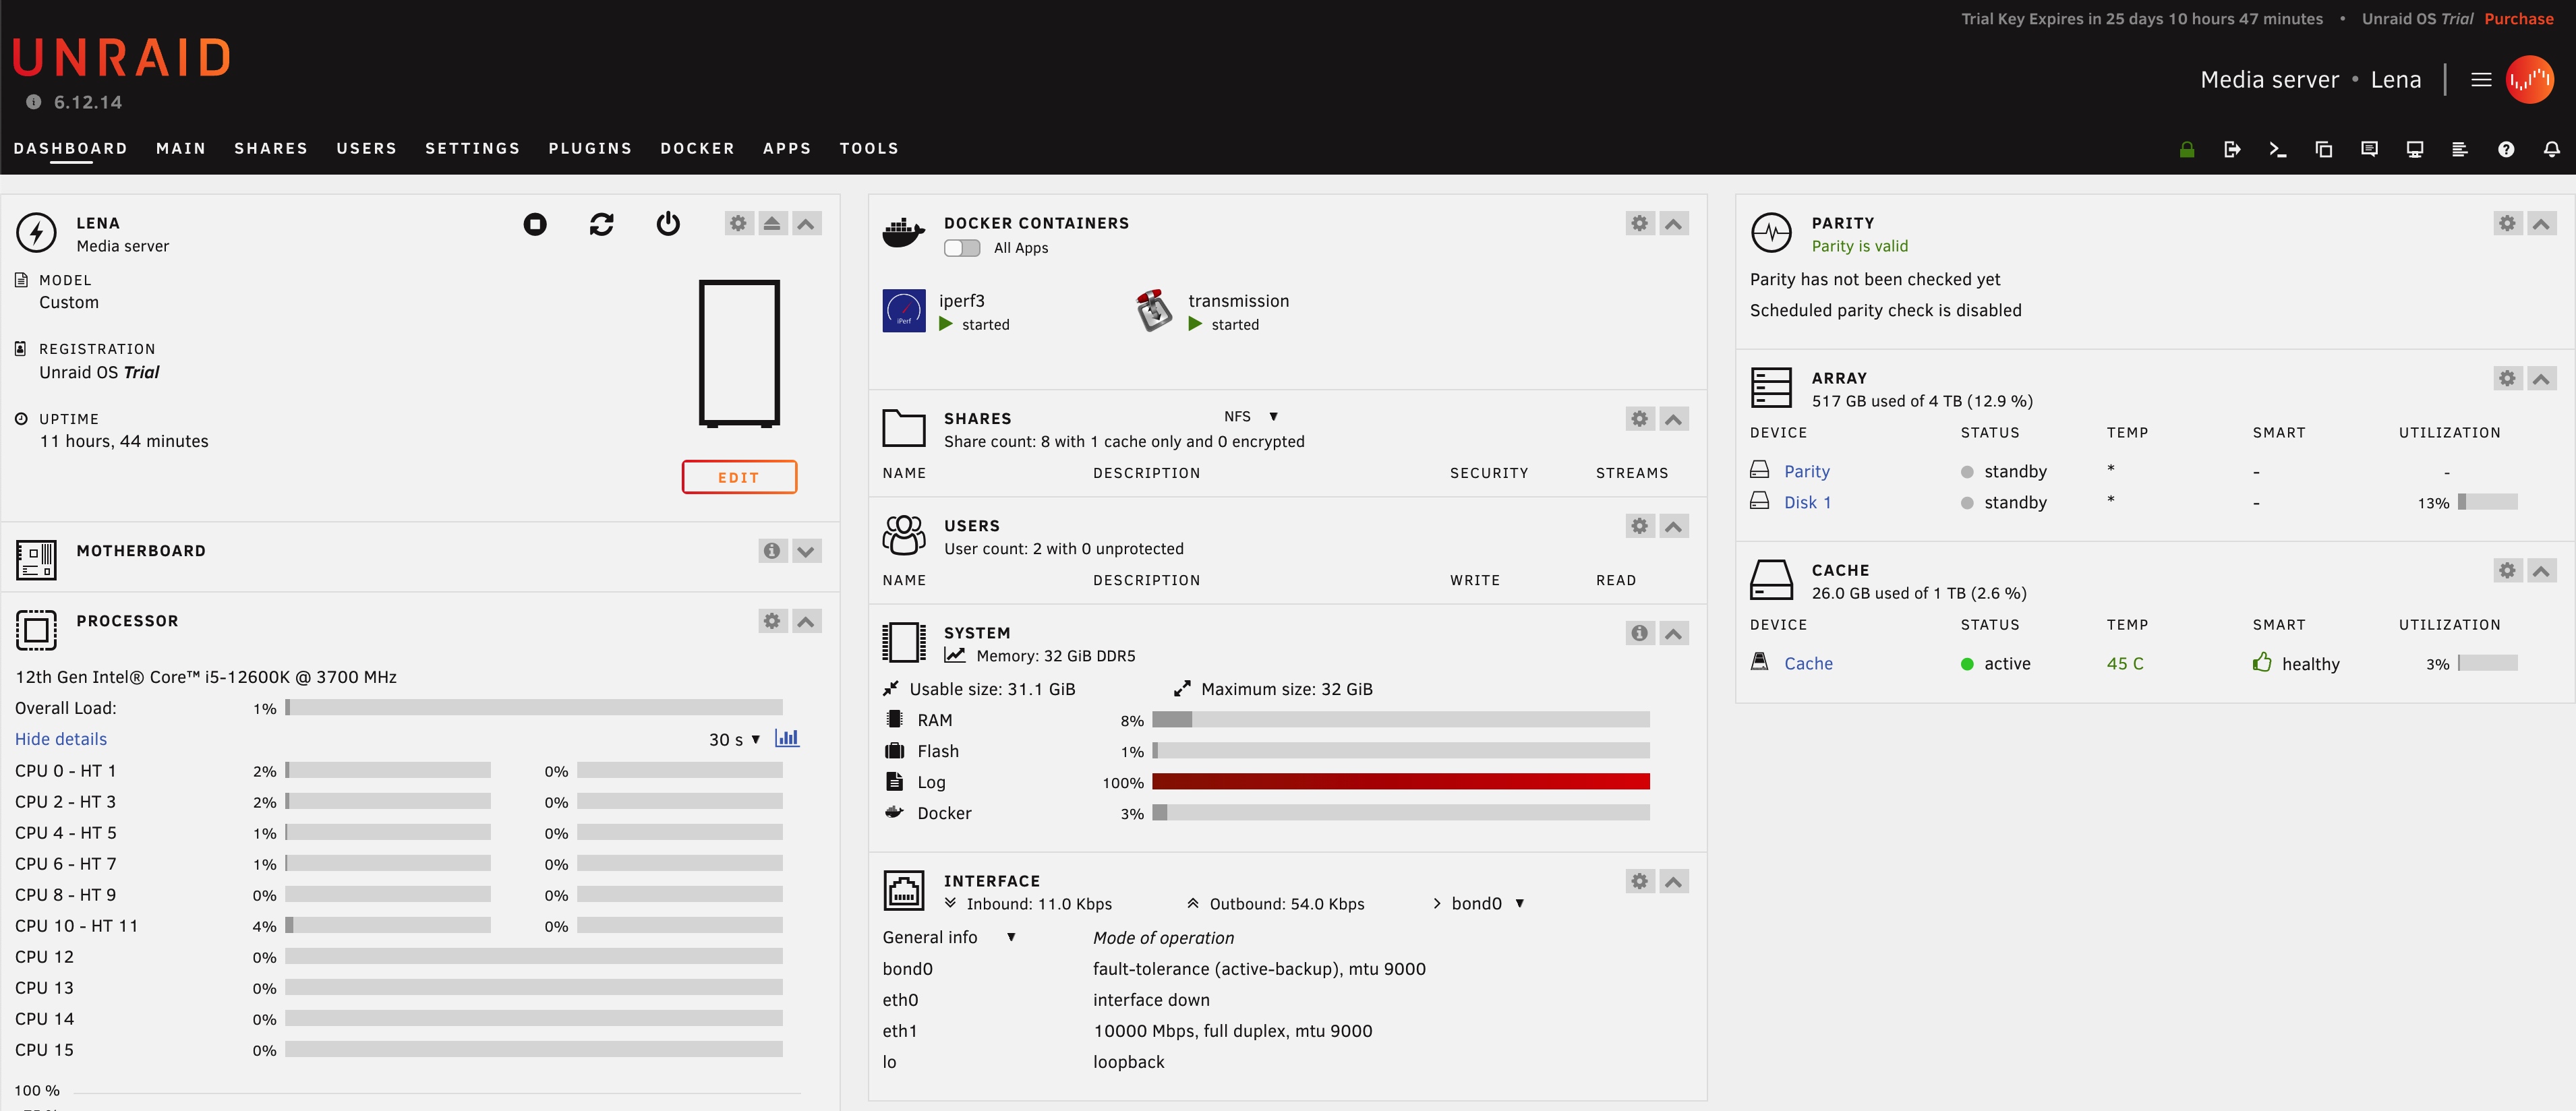 Trial Key Expires in 25 days 10 hours 47 minutes • Unraid OS Trial Purchase
UNRAID
6.12.14
Media server • Lena
DASHBOARD MAIN SHARES USERS SETTINGS PLUGINS DOCKER APPS TOOLS
LENA
Media server
MODEL
Custom
REGISTRATION
Unraid OS Trial
UPTIME
11 hours, 44 minutes
EDIT
MOTHERBOARD
PROCESSOR
12th Gen Intel® Core™ i5-12600K @ 3700 MHz
Overall Load: 1%
Hide details 30 s ▼
CPU 0 - HT 1 2% 0%
CPU 2 - HT 3 2% 0%
CPU 4 - HT 5 1% 0%
CPU 6 - HT 7 1% 0%
CPU 8 - HT 9 0% 0%
CPU 10 - HT 11 4% 0%
CPU 12 0%
CPU 13 0%
CPU 14 0%
CPU 15 0%
100 %
DOCKER CONTAINERS
All Apps
iPerf
iperf3
started
transmission
started
SHARES NFS ▼
Share count: 8 with 1 cache only and 0 encrypted
NAME DESCRIPTION SECURITY STREAMS
USERS
User count: 2 with 0 unprotected
NAME DESCRIPTION WRITE READ
SYSTEM
Memory: 32 GiB DDR5
Usable size: 31.1 GiB Maximum size: 32 GiB
RAM 8%
Flash 1%
Log 100%
Docker 3%
INTERFACE
Inbound: 11.0 Kbps Outbound: 54.0 Kbps > bond0 ▼
General info ▼ Mode of operation
bond0 fault-tolerance (active-backup), mtu 9000
eth0 interface down
eth1 10000 Mbps, full duplex, mtu 9000
lo loopback
PARITY
Parity is valid
Parity has not been checked yet
Scheduled parity check is disabled
ARRAY
517 GB used of 4 TB (12.9 %)
DEVICE STATUS TEMP SMART UTILIZATION
Parity standby * - -
Disk 1 standby * - 13%
CACHE
26.0 GB used of 1 TB (2.6 %)
DEVICE STATUS TEMP SMART UTILIZATION
Cache active 45 C healthy 3%